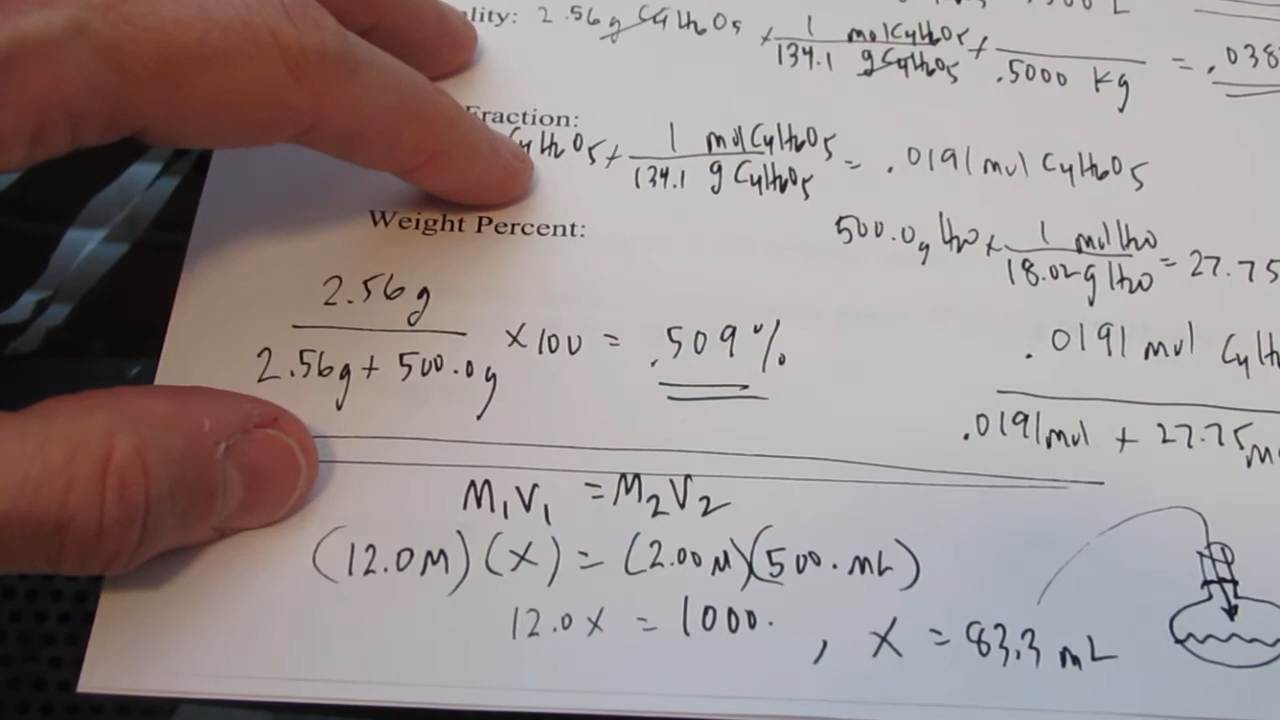 lity: 2.56g C4H6O5 × 1 mol C4H6O5 / 134.1 g C4H6O5 × / .5000 kg = .038
Fraction:
C4H6O5 × 1 mol C4H6O5 / 134.1 g C4H6O5 = .0191 mol C4H6O5
Weight Percent:
500.0g H2O × 1 mol H2O / 18.02 g H2O = 27.75
2.56g / 2.56g + 500.0g × 100 = .509%
.0191 mol C4H
.0191 mol + 27.75 m
M1V1 = M2V2
(12.0M)(X) = (2.00M)(500. mL)
12.0X = 1000. , X = 83.3 mL